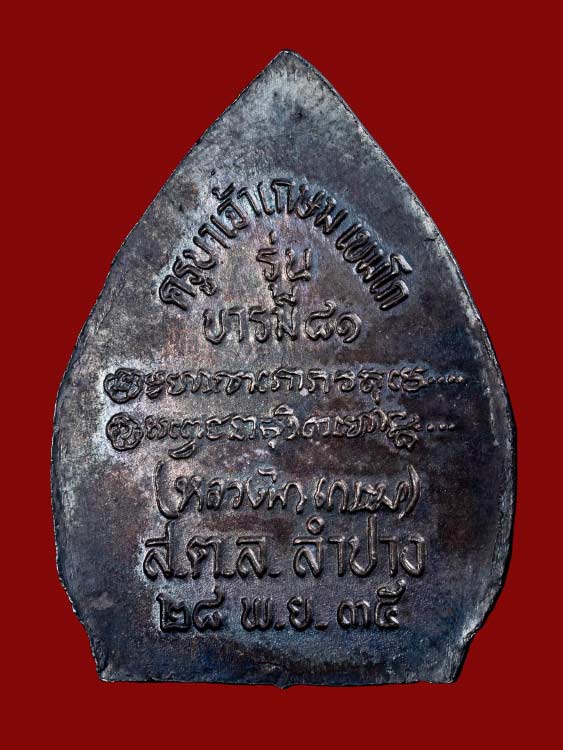 ครูบาเจ้าเกษม เขมโก
รุ่น
บารมี ๘๑
(หลวงพ่อ เกษม)
ส.ต.ล. ลำปาง
๒๘ พ.ย. ๓๕